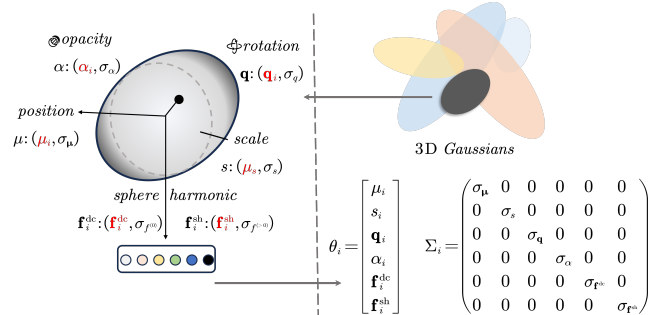 opacity
α: (α_i, σ_α)
rotation
q: (q_i, σ_q)
position
μ: (μ_i, σ_μ)
scale
s: (μ_s, σ_s)
sphere harmonic
f_i^dc: (f_i^dc, σ_f^(0)) f_i^sh: (f_i^sh, σ_f^(>0))
3D Gaussians
θ_i = [μ_i s_i q_i α_i f_i^dc f_i^sh]
Σ_i = (
σ_μ 0 0 0 0 0
0 σ_s 0 0 0 0
0 0 σ_q 0 0 0
0 0 0 σ_α 0 0
0 0 0 0 σ_f^dc 0
0 0 0 0 0 σ_f^sh
)